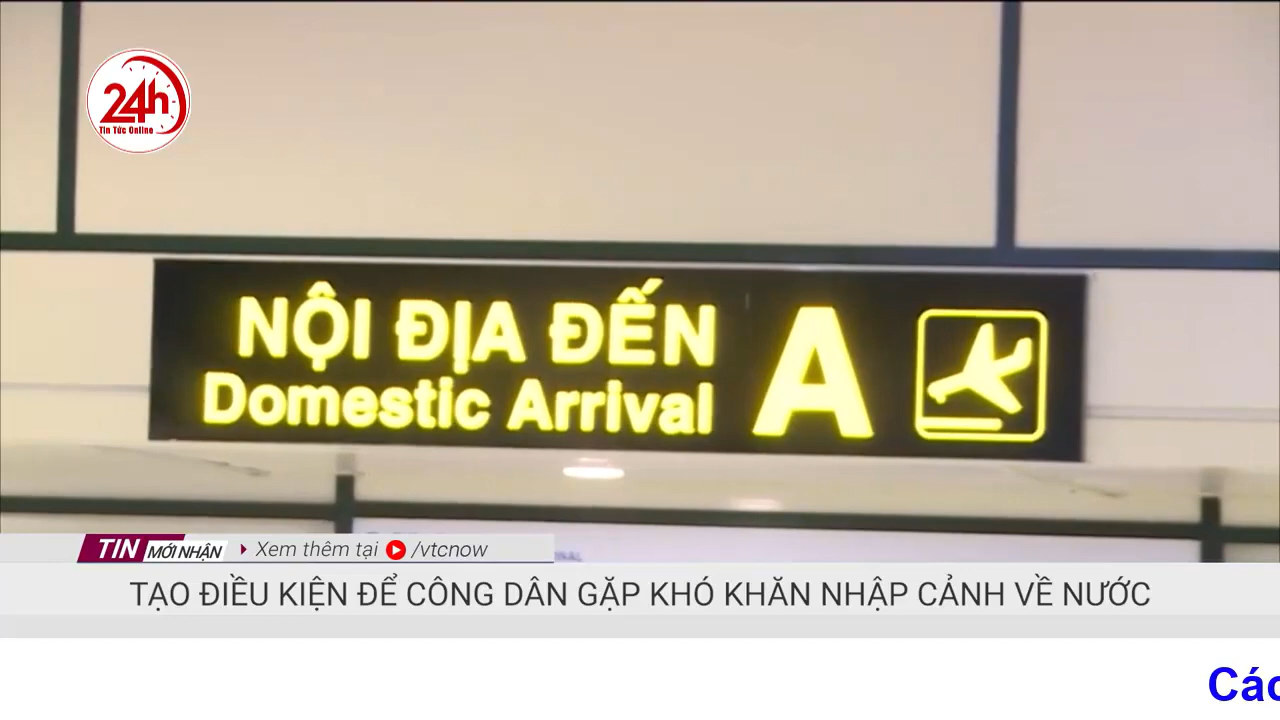 24h
Tin Tức Online
NỘI ĐỊA ĐẾN
Domestic Arrival
A
TIN MỚI NHẬN Xem thêm tại /vtcnow
TẠO ĐIỀU KIỆN ĐỂ CÔNG DÂN GẶP KHÓ KHĂN NHẬP CẢNH VỀ NƯỚC